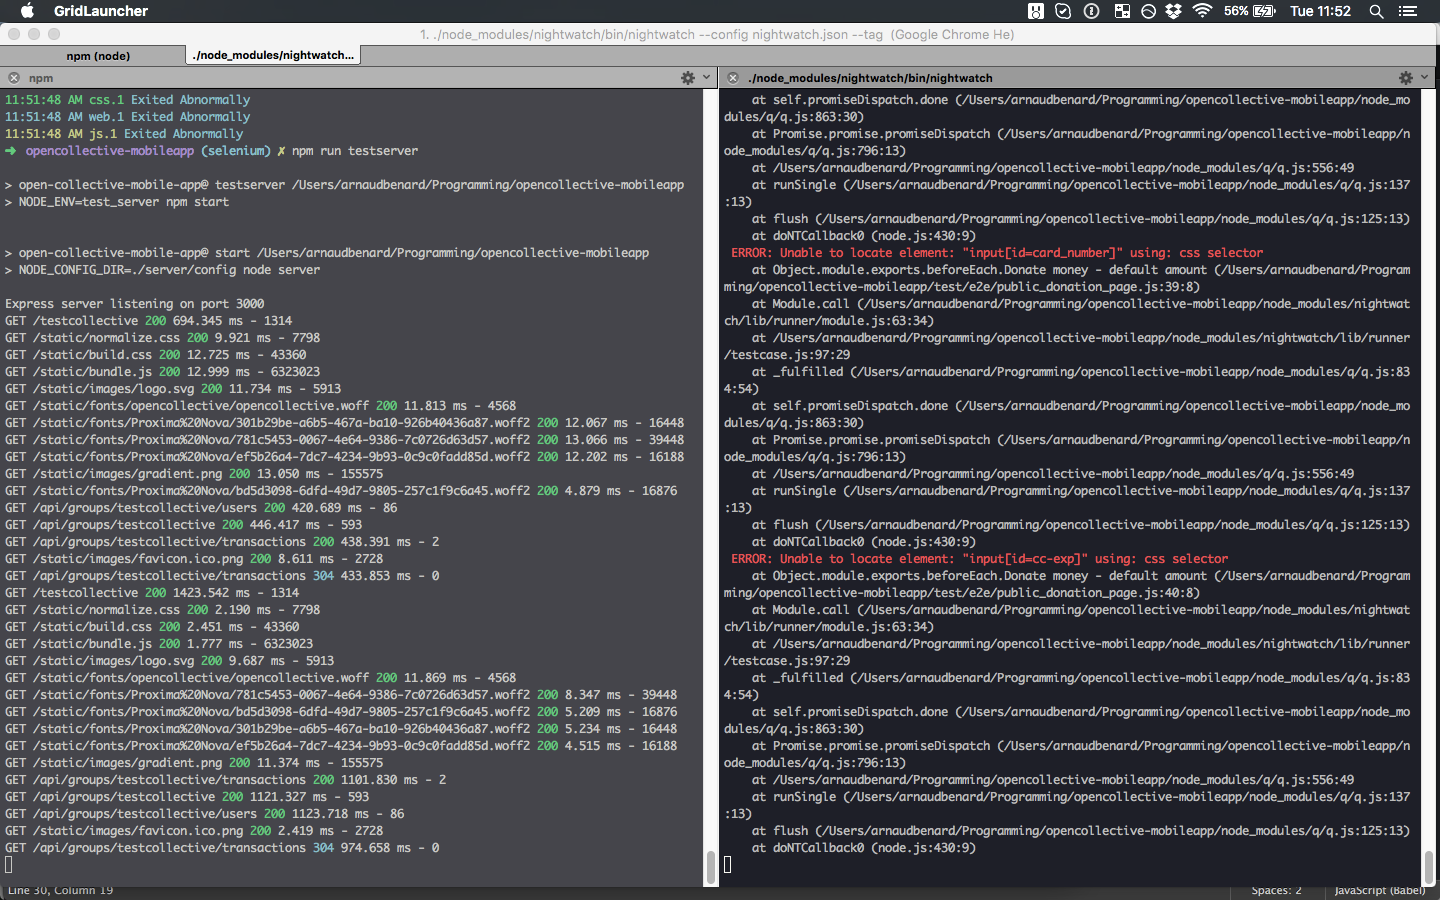 GridLauncher
56%
Tue 11:52
1. ./node_modules/nightwatch/bin/nightwatch --config nightwatch.json --tag (Google Chrome He)
npm (node)
./node_modules/nightwatch...
npm
11:51:48 AM css.1 Exited Abnormally
11:51:48 AM web.1 Exited Abnormally
11:51:48 AM js.1 Exited Abnormally
➜ opencollective-mobileapp (selenium) ✗ npm run testserver
> open-collective-mobile-app@ testserver /Users/arnaudbenard/Programming/opencollective-mobileapp
> NODE_ENV=test_server npm start
> open-collective-mobile-app@ start /Users/arnaudbenard/Programming/opencollective-mobileapp
> NODE_CONFIG_DIR=./server/config node server
Express server listening on port 3000
GET /testcollective 200 694.345 ms - 1314
GET /static/normalize.css 200 9.921 ms - 7798
GET /static/build.css 200 12.725 ms - 43360
GET /static/bundle.js 200 12.999 ms - 6323023
GET /static/images/logo.svg 200 11.734 ms - 5913
GET /static/fonts/opencollective/opencollective.woff 200 11.813 ms - 4568
GET /static/fonts/Proxima%20Nova/301b29be-a6b5-467a-ba10-926b40436a87.woff2 200 12.067 ms - 16448
GET /static/fonts/Proxima%20Nova/781c5453-0067-4e64-9386-7c0726d63d57.woff2 200 13.066 ms - 39448
GET /static/fonts/Proxima%20Nova/ef5b26a4-7dc7-4234-9b93-0c9c0fadd85d.woff2 200 12.202 ms - 16188
GET /static/images/gradient.png 200 13.050 ms - 155575
GET /static/fonts/Proxima%20Nova/bd5d3098-6dfd-49d7-9805-257c1f9c6a45.woff2 200 4.879 ms - 16876
GET /api/groups/testcollective/users 200 420.689 ms - 86
GET /api/groups/testcollective 200 446.417 ms - 593
GET /api/groups/testcollective/transactions 200 438.391 ms - 2
GET /static/images/favicon.ico.png 200 8.611 ms - 2728
GET /api/groups/testcollective/transactions 304 433.853 ms - 0
GET /testcollective 200 1423.542 ms - 1314
GET /static/normalize.css 200 2.190 ms - 7798
GET /static/build.css 200 2.451 ms - 43360
GET /static/bundle.js 200 1.777 ms - 6323023
GET /static/images/logo.svg 200 9.687 ms - 5913
GET /static/fonts/opencollective/opencollective.woff 200 11.869 ms - 4568
GET /static/fonts/Proxima%20Nova/781c5453-0067-4e64-9386-7c0726d63d57.woff2 200 8.347 ms - 39448
GET /static/fonts/Proxima%20Nova/bd5d3098-6dfd-49d7-9805-257c1f9c6a45.woff2 200 5.209 ms - 16876
GET /static/fonts/Proxima%20Nova/301b29be-a6b5-467a-ba10-926b40436a87.woff2 200 5.234 ms - 16448
GET /static/fonts/Proxima%20Nova/ef5b26a4-7dc7-4234-9b93-0c9c0fadd85d.woff2 200 4.515 ms - 16188
GET /static/images/gradient.png 200 11.374 ms - 155575
GET /api/groups/testcollective/transactions 200 1101.830 ms - 2
GET /api/groups/testcollective 200 1121.327 ms - 593
GET /api/groups/testcollective/users 200 1123.718 ms - 86
GET /static/images/favicon.ico.png 200 2.419 ms - 2728
GET /api/groups/testcollective/transactions 304 974.658 ms - 0
./node_modules/nightwatch/bin/nightwatch
at self.promiseDispatch.done (/Users/arnaudbenard/Programming/opencollective-mobileapp/node_mo
dules/q/q.js:863:30)
at Promise.promise.promiseDispatch (/Users/arnaudbenard/Programming/opencollective-mobileapp/n
ode_modules/q/q.js:796:13)
at /Users/arnaudbenard/Programming/opencollective-mobileapp/node_modules/q/q.js:556:49
at runSingle (/Users/arnaudbenard/Programming/opencollective-mobileapp/node_modules/q/q.js:137
:13)
at flush (/Users/arnaudbenard/Programming/opencollective-mobileapp/node_modules/q/q.js:125:13)
at doNTCallback0 (node.js:430:9)
ERROR: Unable to locate element: "input[id=card_number]" using: css selector
at Object.module.exports.beforeEach.Donate money - default amount (/Users/arnaudbenard/Program
ming/opencollective-mobileapp/test/e2e/public_donation_page.js:39:8)
at Module.call (/Users/arnaudbenard/Programming/opencollective-mobileapp/node_modules/nightwat
ch/lib/runner/module.js:63:34)
at /Users/arnaudbenard/Programming/opencollective-mobileapp/node_modules/nightwatch/lib/runner
/testcase.js:97:29
at _fulfilled (/Users/arnaudbenard/Programming/opencollective-mobileapp/node_modules/q/q.js:83
4:54)
at self.promiseDispatch.done (/Users/arnaudbenard/Programming/opencollective-mobileapp/node_mo
dules/q/q.js:863:30)
at Promise.promise.promiseDispatch (/Users/arnaudbenard/Programming/opencollective-mobileapp/n
ode_modules/q/q.js:796:13)
at /Users/arnaudbenard/Programming/opencollective-mobileapp/node_modules/q/q.js:556:49
at runSingle (/Users/arnaudbenard/Programming/opencollective-mobileapp/node_modules/q/q.js:137
:13)
at flush (/Users/arnaudbenard/Programming/opencollective-mobileapp/node_modules/q/q.js:125:13)
at doNTCallback0 (node.js:430:9)
ERROR: Unable to locate element: "input[id=cc-exp]" using: css selector
at Object.module.exports.beforeEach.Donate money - default amount (/Users/arnaudbenard/Program
ming/opencollective-mobileapp/test/e2e/public_donation_page.js:40:8)
at Module.call (/Users/arnaudbenard/Programming/opencollective-mobileapp/node_modules/nightwat
ch/lib/runner/module.js:63:34)
at /Users/arnaudbenard/Programming/opencollective-mobileapp/node_modules/nightwatch/lib/runner
/testcase.js:97:29
at _fulfilled (/Users/arnaudbenard/Programming/opencollective-mobileapp/node_modules/q/q.js:83
4:54)
at self.promiseDispatch.done (/Users/arnaudbenard/Programming/opencollective-mobileapp/node_mo
dules/q/q.js:863:30)
at Promise.promise.promiseDispatch (/Users/arnaudbenard/Programming/opencollective-mobileapp/n
ode_modules/q/q.js:796:13)
at /Users/arnaudbenard/Programming/opencollective-mobileapp/node_modules/q/q.js:556:49
at runSingle (/Users/arnaudbenard/Programming/opencollective-mobileapp/node_modules/q/q.js:137
:13)
at flush (/Users/arnaudbenard/Programming/opencollective-mobileapp/node_modules/q/q.js:125:13)
at doNTCallback0 (node.js:430:9)
Line 30, Column 19
Spaces: 2
JavaScript (Babel)